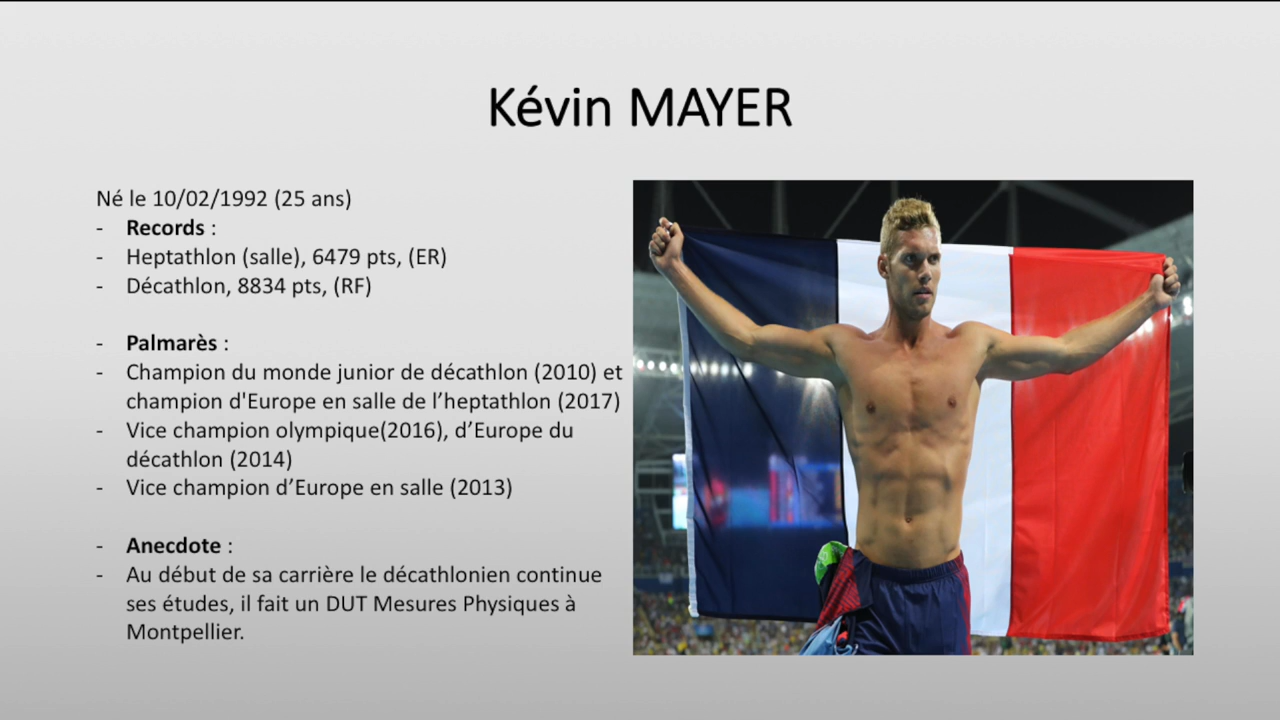 Kévin MAYER
Né le 10/02/1992 (25 ans)
- Records :
- Heptathlon (salle), 6479 pts, (ER)
- Décathlon, 8834 pts, (RF)
- Palmarès :
- Champion du monde junior de décathlon (2010) et
champion d'Europe en salle de l’heptathlon (2017)
- Vice champion olympique(2016), d’Europe du
décathlon (2014)
- Vice champion d’Europe en salle (2013)
- Anecdote :
- Au début de sa carrière le décathlonien continue
ses études, il fait un DUT Mesures Physiques à
Montpellier.